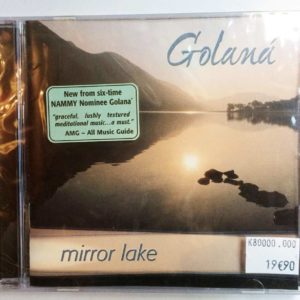 Golaná
New from six-time
NAMMY Nominee Golana'
"graceful, lushly textured
meditational music...a must."
AMG – All Music Guide
mirror lake
K80000,000
19€90